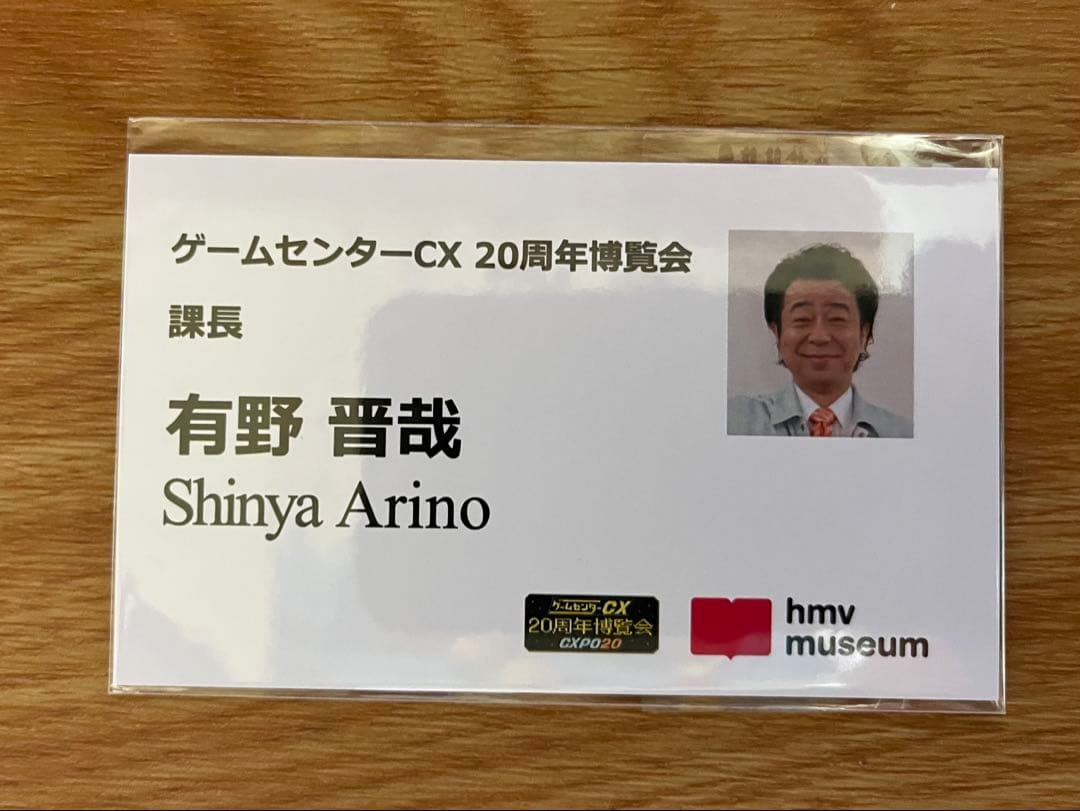 ゲームセンターCX 20周年博覧会
課長
有野 晋哉
Shinya Arino
ゲームセンターCX
20周年博覧会
CXPO20
hmv
museum